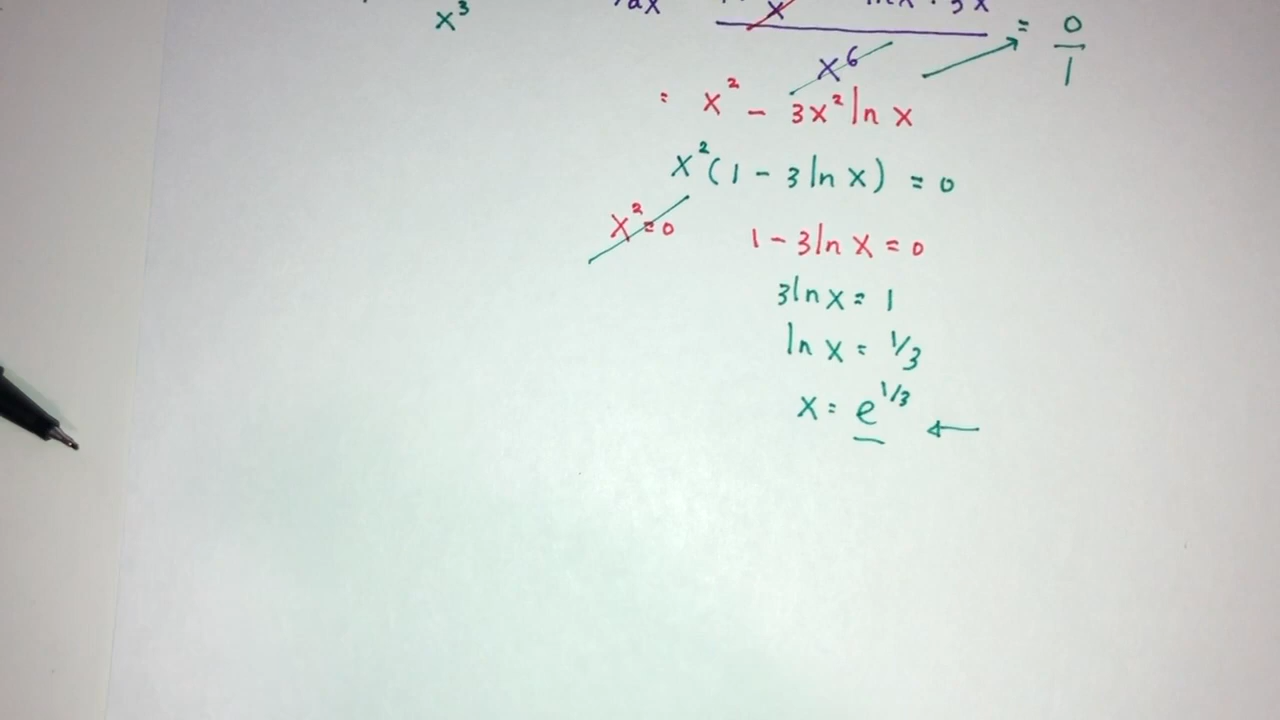 x³
x
= 0/1
x⁶
= x² - 3x² ln x
x²(1 - 3 ln x) = 0
x² = 0 1 - 3 ln x = 0
3 ln x = 1
ln x = 1/3
x = e^1/3 ←